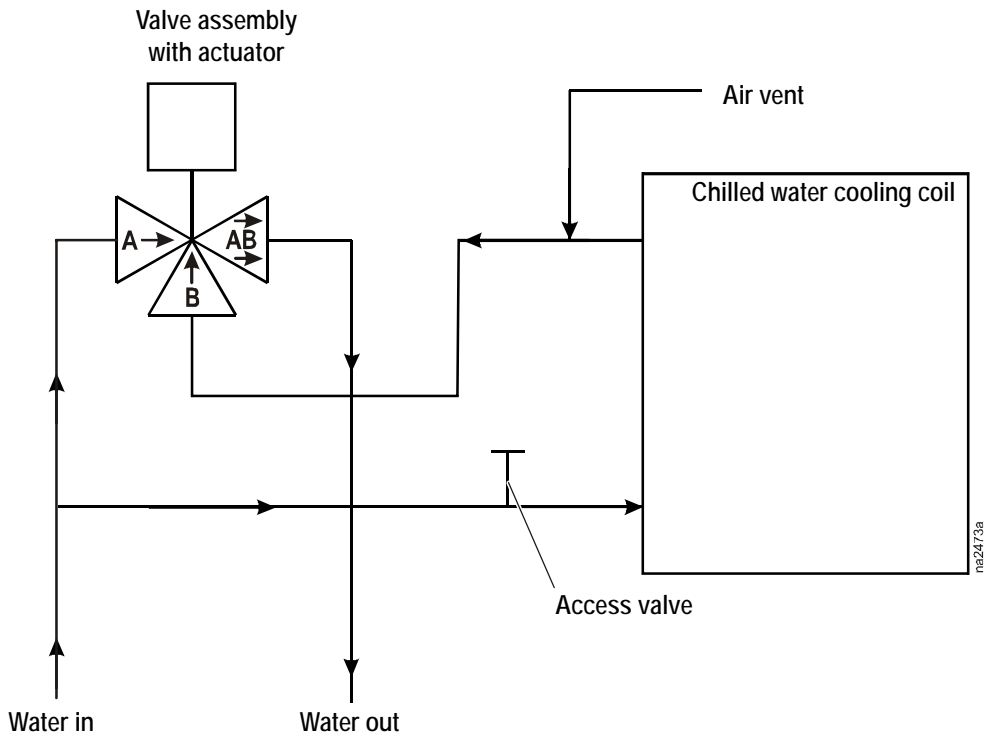 Valve assembly
with actuator
Air vent
Chilled water cooling coil
A
AB
B
na2473a
Access valve
Water in
Water out